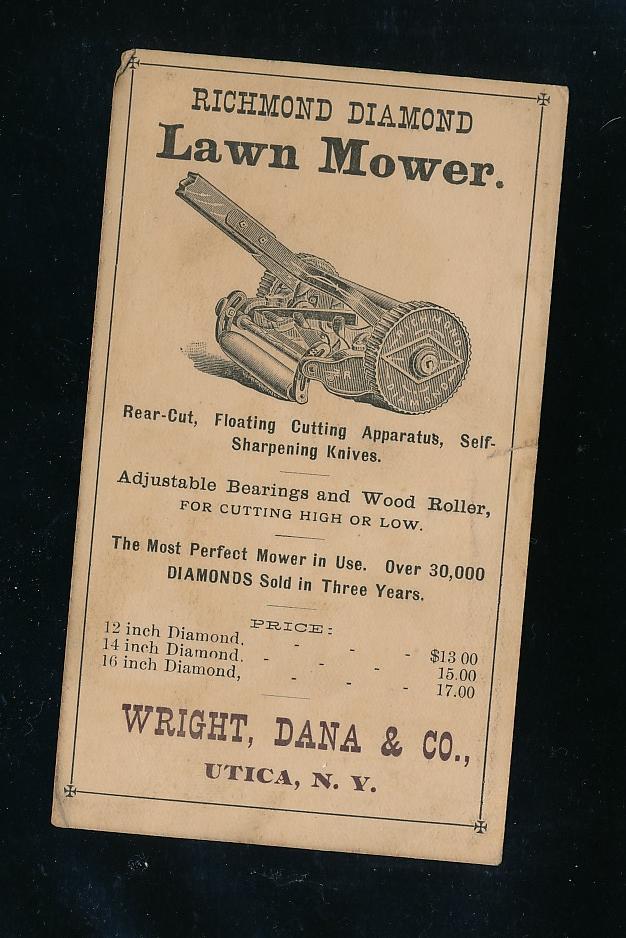 RICHMOND DIAMOND
Lawn Mower.
RICHMOND
DIAMOND
Rear-Cut, Floating Cutting Apparatus, Self-
Sharpening Knives.
Adjustable Bearings and Wood Roller,
FOR CUTTING HIGH OR LOW.
The Most Perfect Mower in Use. Over 30,000
DIAMONDS Sold in Three Years.
PRICE:
12 inch Diamond, - - - $13 00
14 inch Diamond. - - - 15.00
16 inch Diamond, - - - 17.00
WRIGHT, DANA & CO.,
UTICA, N. Y.